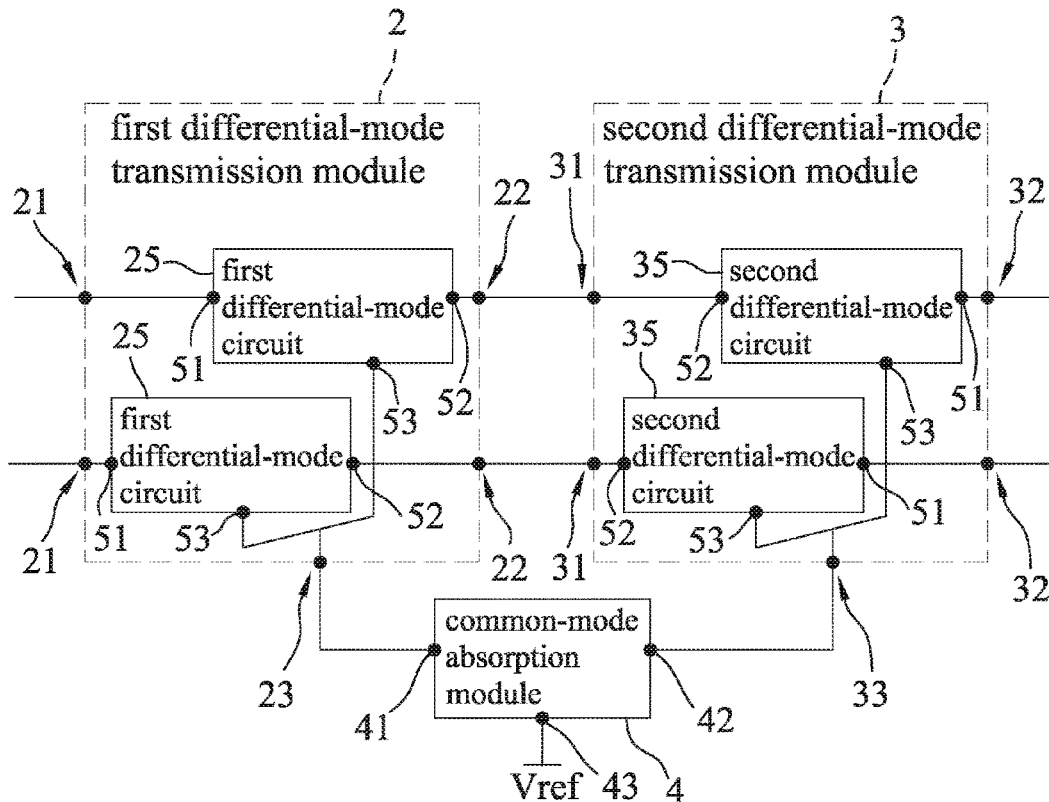 2
3
first differential-mode
transmission module
second differential-mode
transmission module
21
22
31
32
25
first
differential-mode
circuit
35
second
differential-mode
circuit
51
52
53
52
51
53
25
first
differential-mode
circuit
35
second
differential-mode
circuit
21
51
53
52
22
31
52
53
51
32
23
common-mode
absorption
module
33
41
42
Vref
43
4